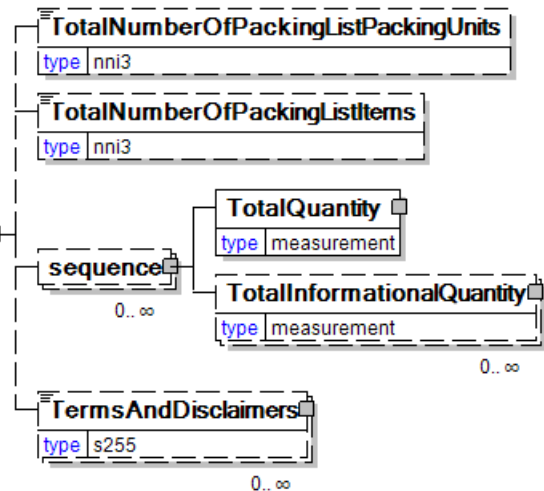 TotalNumberOfPackingListPackingUnits
type nni3
TotalNumberOfPackingListItems
type nni3
TotalQuantity
type measurement
sequence
0.. ∞
TotalInformationalQuantity
type measurement
0.. ∞
TermsAndDisclaimers
type s255
0.. ∞